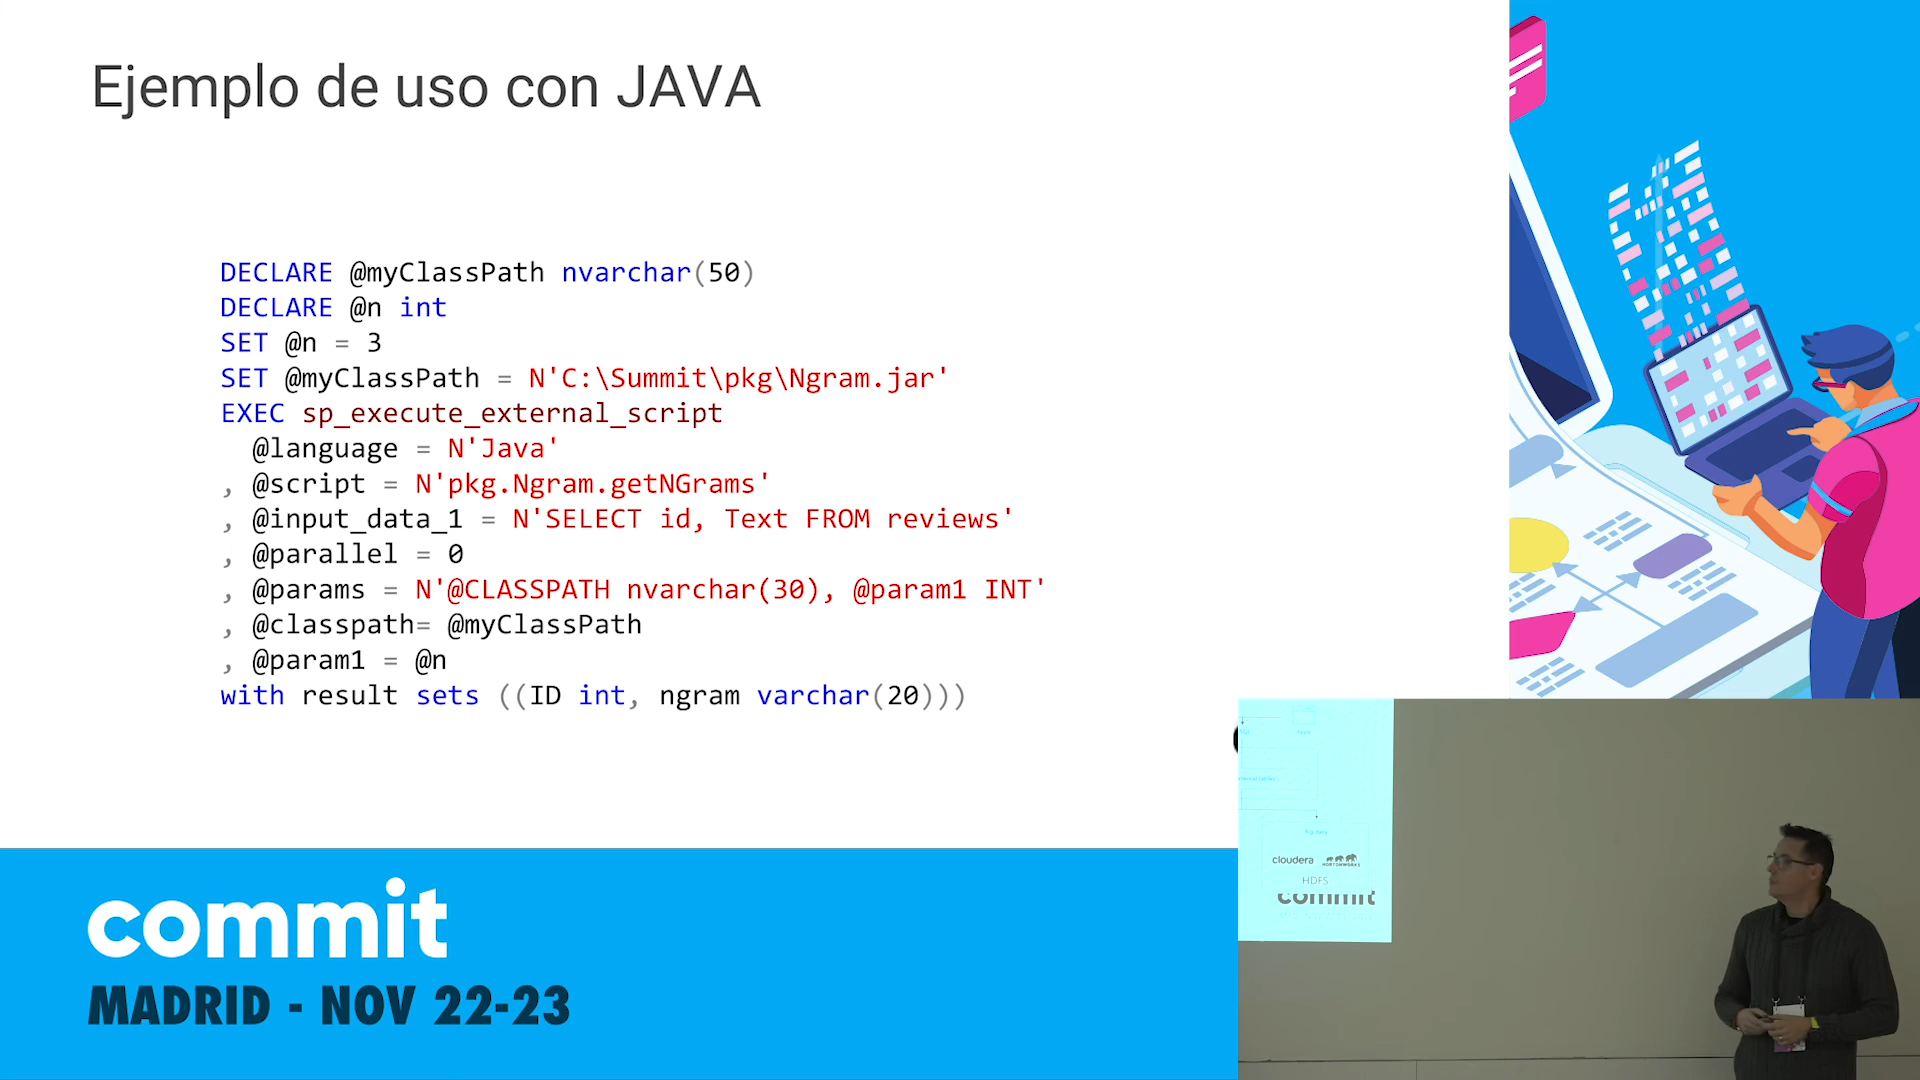 Ejemplo de uso con JAVA
DECLARE @myClassPath nvarchar(50)
DECLARE @n int
SET @n = 3
SET @myClassPath = N'C:\Summit\pkg\Ngram.jar'
EXEC sp_execute_external_script
@language = N'Java'
, @script = N'pkg.Ngram.getNGrams'
, @input_data_1 = N'SELECT id, Text FROM reviews'
, @parallel = 0
, @params = N'@CLASSPATH nvarchar(30), @param1 INT'
, @classpath= @myClassPath
, @param1 = @n
with result sets ((ID int, ngram varchar(20)))
commit
MADRID - NOV 22-23
cloudera HORTONWORKS
HDFS
commit